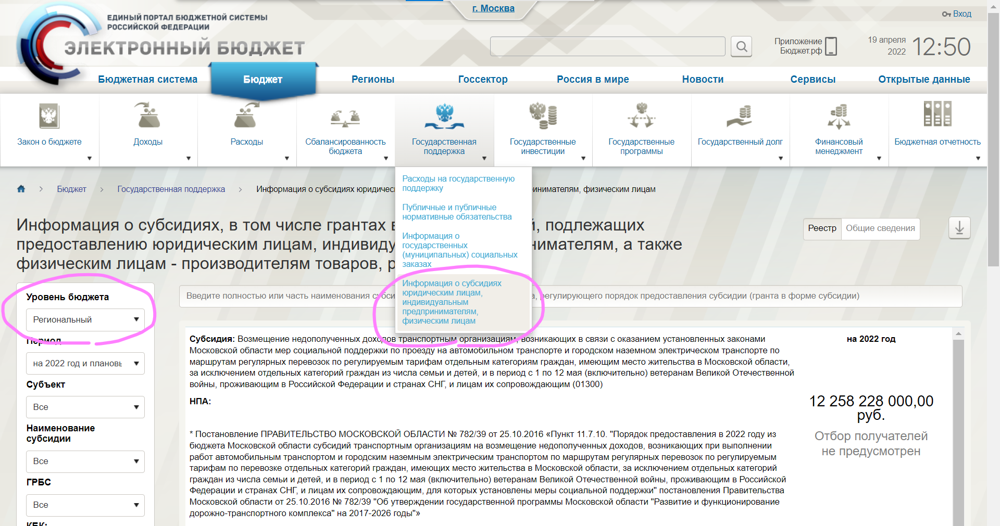 г. Москва
Вход
ЕДИНЫЙ ПОРТАЛ БЮДЖЕТНОЙ СИСТЕМЫ
РОССИЙСКОЙ ФЕДЕРАЦИИ
ЭЛЕКТРОННЫЙ БЮДЖЕТ
Приложение
Бюджет.рф
19 апреля
2022
12:50
Бюджетная система
Бюджет
Регионы
Госсектор
Россия в мире
Новости
Сервисы
Открытые данные
Закон о бюджете
Доходы
Расходы
Сбалансированность
бюджета
Государственная
поддержка
Государственные
инвестиции
Государственные
программы
Государственный долг
Финансовый
менеджмент
Бюджетная отчетность
Расходы на государственную
поддержку
Публичные и публичные
нормативные обязательства
Информация о
государственных
(муниципальных) социальных
заказах
Информация о субсидиях
юридическим лицам,
индивидуальным
предпринимателям,
физическим лицам
Бюджет
Государственная поддержка
Информация о субсидиях юридичес инимателям, физическим лицам
Информация о субсидиях, в том числе грантах в й, подлежащих
предоставлению юридическим лицам, индивиду нимателям, а также
физическим лицам - производителям товаров, р
Реестр
Общие сведения
Уровень бюджета
Региональный
Период
на 2022 год и плановы
Субъект
Все
Наименование
субсидии
Все
ГРБС
Все
КБК:
Введите полностью или часть наименования субси а, регулирующего порядок предоставления субсидии (гранта в форме субсидии)
Субсидия: Возмещение недополученных доходов транспортным организациям, возникающих в связи с оказанием установленных законами
Московской области мер социальной поддержки по проезду на автомобильном транспорте и городском наземном электрическом транспорте по
маршрутам регулярных перевозок по регулируемым тарифам отдельным категориям граждан, имеющим место жительства в Московской области,
за исключением отдельных категорий граждан из числа семьи и детей, и в период с 1 по 12 мая (включительно) ветеранам Великой Отечественной
войны, проживающим в Российской Федерации и странах СНГ, и лицам их сопровождающим (01300)
НПА:
* Постановление ПРАВИТЕЛЬСТВО МОСКОВСКОЙ ОБЛАСТИ № 782/39 от 25.10.2016 «Пункт 11.7.10. "Порядок предоставления в 2022 году из
бюджета Московской области субсидий транспортным организациям на возмещение недополученных доходов, возникающих при выполнении
работ автомобильным транспортом и городским наземным электрическим транспортом по маршрутам регулярных перевозок по регулируемым
тарифам по перевозке отдельных категорий граждан, имеющих место жительства в Московской области, за исключением отдельных категорий
граждан из числа семьи и детей, и в период с 1 по 12 мая (включительно) ветеранам Великой Отечественной войны, проживающим в Российской
Федерации и странах СНГ, и лицам их сопровождающим, для которых установлены меры социальной поддержки" постановления Правительства
Московской области от 25.10.2016 № 782/39 "Об утверждении государственной программы Московской области "Развитие и функционирование
дорожно-транспортного комплекса" на 2017-2026 годы"»
на 2022 год
12 258 228 000,00
руб.
Отбор получателей
не предусмотрен